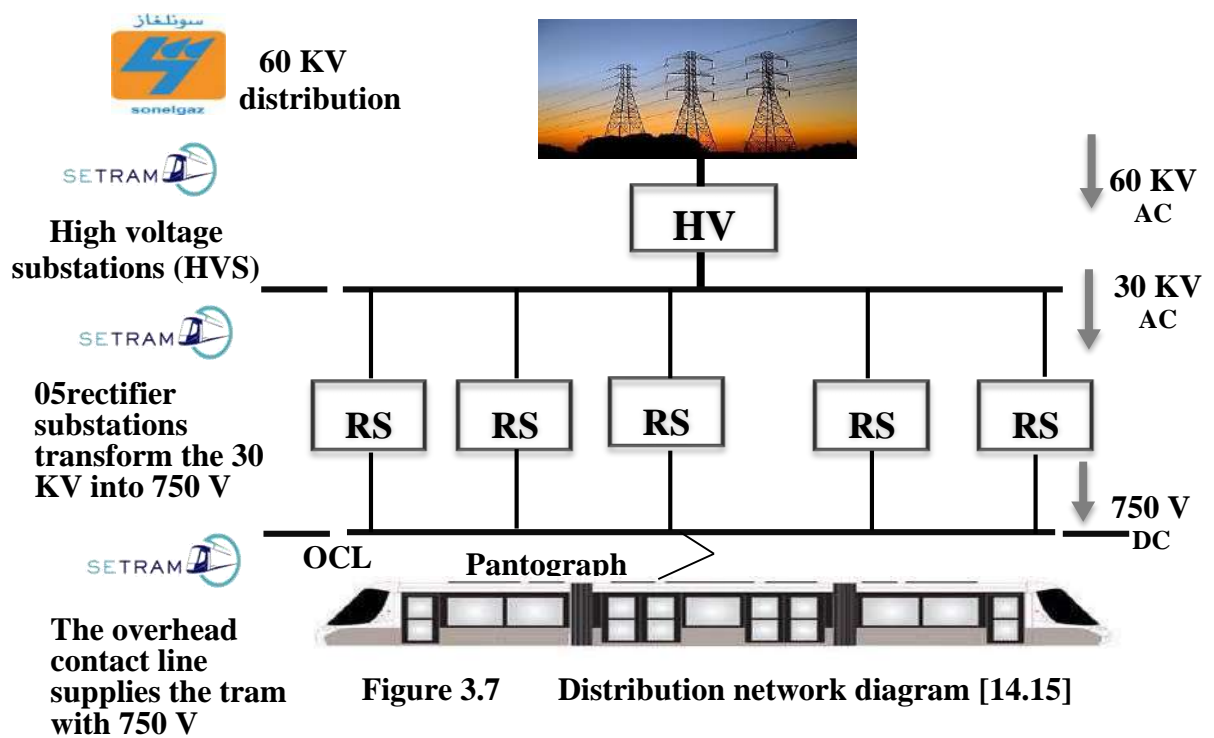 سونلغاز
sonelgaz
60 KV
distribution
SETRAM
High voltage
substations (HVS)
HV
60 KV
AC
30 KV
AC
SETRAM
05rectifier
substations
transform the 30
KV into 750 V
RS
RS
RS
RS
RS
750 V
DC
OCL
Pantograph
SETRAM
The overhead
contact line
supplies the tram
with 750 V
Figure 3.7 Distribution network diagram [14.15]